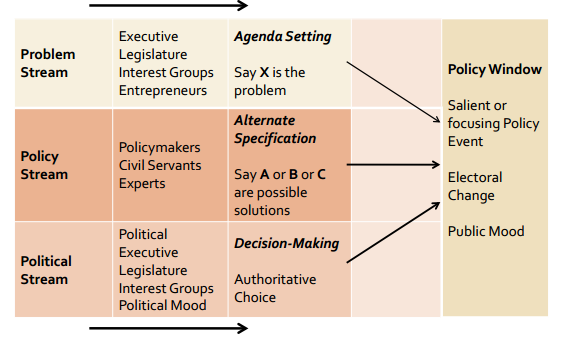 Problem
Stream
Executive
Legislature
Interest Groups
Entrepreneurs
Agenda Setting
Say X is the
problem
Policy
Stream
Policymakers
Civil Servants
Experts
Alternate
Specification
Say A or B or C
are possible
solutions
Political
Stream
Political
Executive
Legislature
Interest Groups
Political Mood
Decision-Making
Authoritative
Choice
Policy Window
Salient or
focusing Policy
Event
Electoral
Change
Public Mood